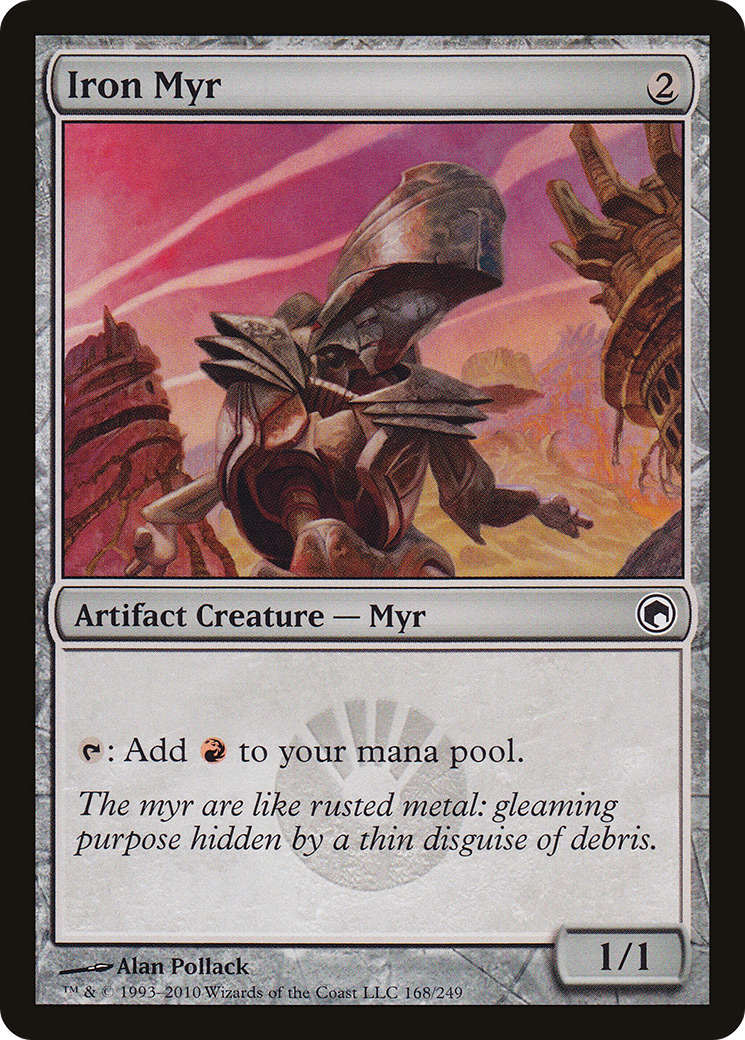 Iron Myr
2
Artifact Creature — Myr
: Add to your mana pool.
The myr are like rusted metal: gleaming
purpose hidden by a thin disguise of debris.
1/1
Alan Pollack
™ & © 1993–2010 Wizards of the Coast LLC 168/249